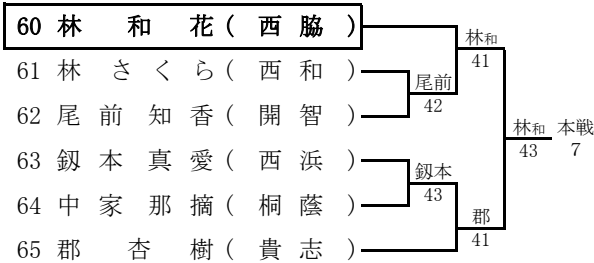 60 林 和 花 ( 西 脇 )
61 林 さ く ら ( 西 和 )
62 尾 前 知 香 ( 開 智 )
63 釼 本 真 愛 ( 西 浜 )
64 中 家 那 摘 ( 桐 蔭 )
65 郡 杏 樹 ( 貴 志 )
尾前
42
釼本
43
林和
41
郡
41
林和
43
本戦
7